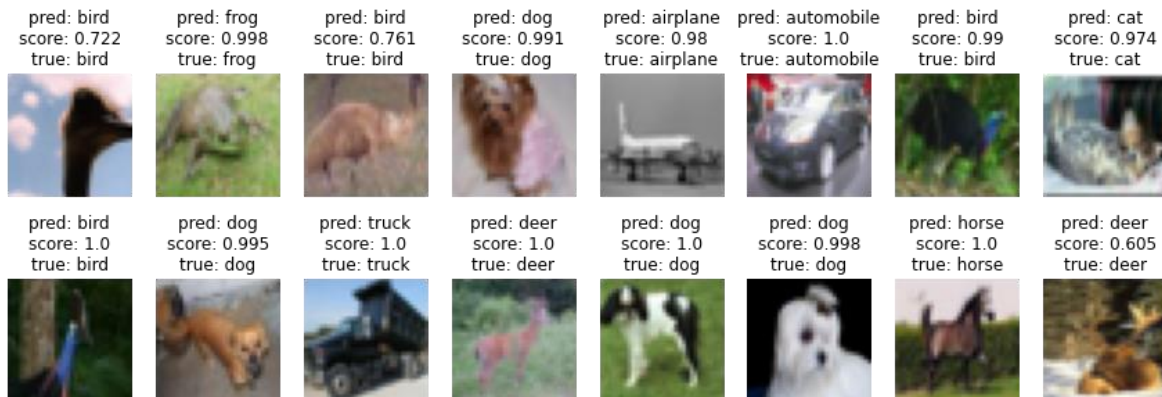 pred: bird
score: 0.722
true: bird
pred: frog
score: 0.998
true: frog
pred: bird
score: 0.761
true: bird
pred: dog
score: 0.991
true: dog
pred: airplane
score: 0.98
true: airplane
pred: automobile
score: 1.0
true: automobile
pred: bird
score: 0.99
true: bird
pred: cat
score: 0.974
true: cat
pred: bird
score: 1.0
true: bird
pred: dog
score: 0.995
true: dog
pred: truck
score: 1.0
true: truck
pred: deer
score: 1.0
true: deer
pred: dog
score: 1.0
true: dog
pred: dog
score: 0.998
true: dog
pred: horse
score: 1.0
true: horse
pred: deer
score: 0.605
true: deer